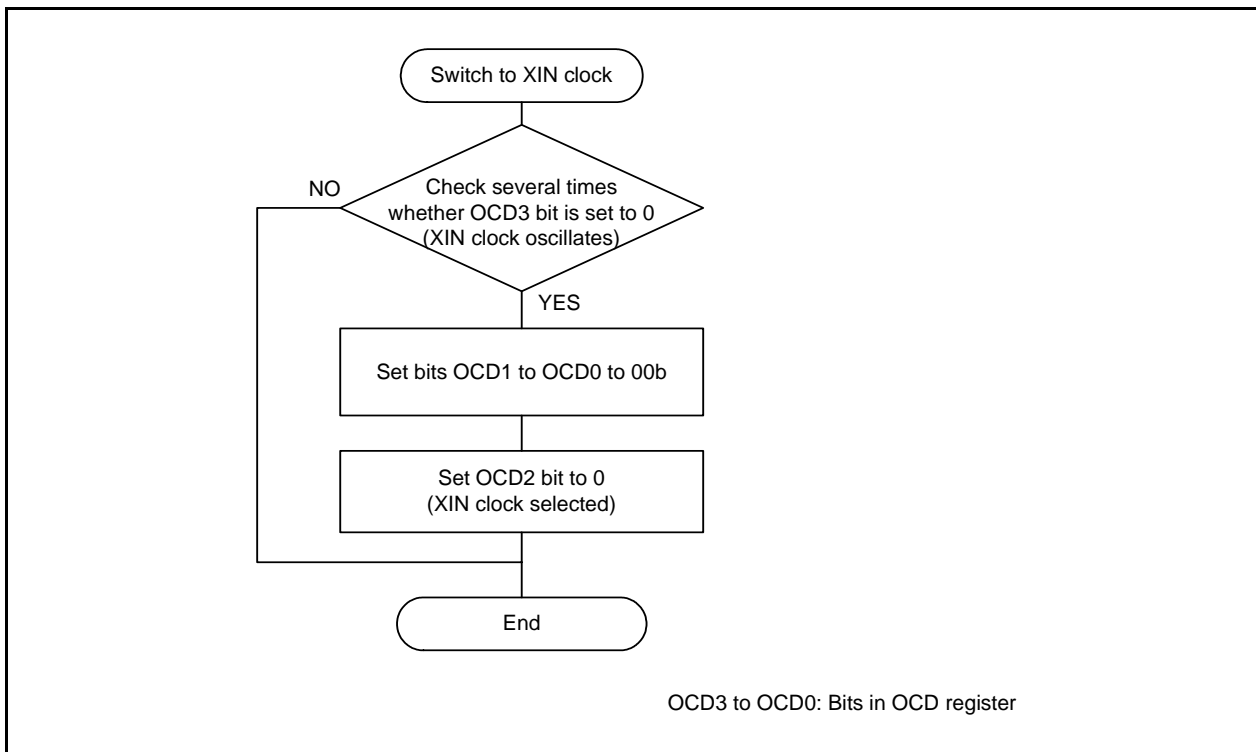 Switch to XIN clock
NO
Check several times
whether OCD3 bit is set to 0
(XIN clock oscillates)
YES
Set bits OCD1 to OCD0 to 00b
Set OCD2 bit to 0
(XIN clock selected)
End
OCD3 to OCD0: Bits in OCD register